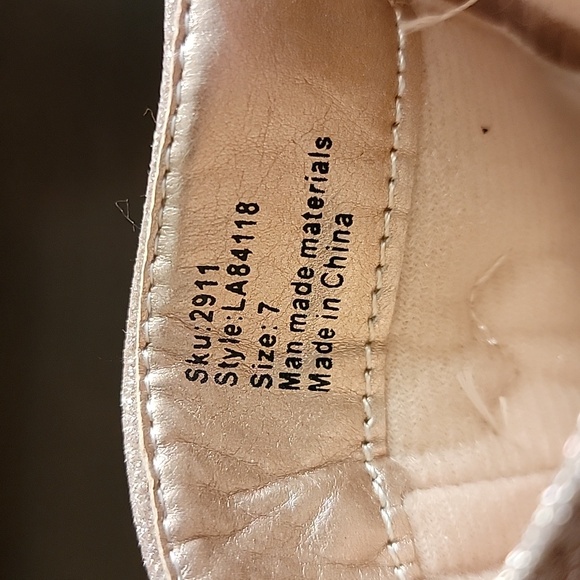 Sku:2911
Style:LA84118
Size: 7
Man made materials
Made in China